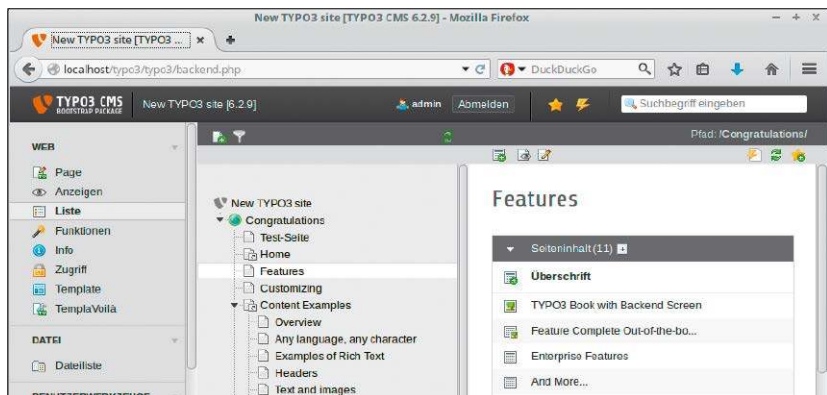 New TYPO3 site [TYPO3 CMS 6.2.9] - Mozilla Firefox
New TYPO3 site [TYPO3 ...
localhost/typo3/typo3/backend.php
DuckDuckGo
TYPO3 CMS
BOOTSTRAP PACKAGE
New TYPO3 site [6.2.9]
admin
Abmelden
Suchbegriff eingeben
Pfad: /Congratulations/
WEB
Page
Anzeigen
Liste
Funktionen
Info
Zugriff
Template
TemplaVoilà
DATEI
Dateiliste
BENUTZERWERKZEUGE
New TYPO3 site
Congratulations
Test-Seite
Home
Features
Customizing
Content Examples
Overview
Any language, any character
Examples of Rich Text
Headers
Text and images
Features
Seiteninhalt (11)
Überschrift
TYPO3 Book with Backend Screen
Feature Complete Out-of-the-bo...
Enterprise Features
And More...